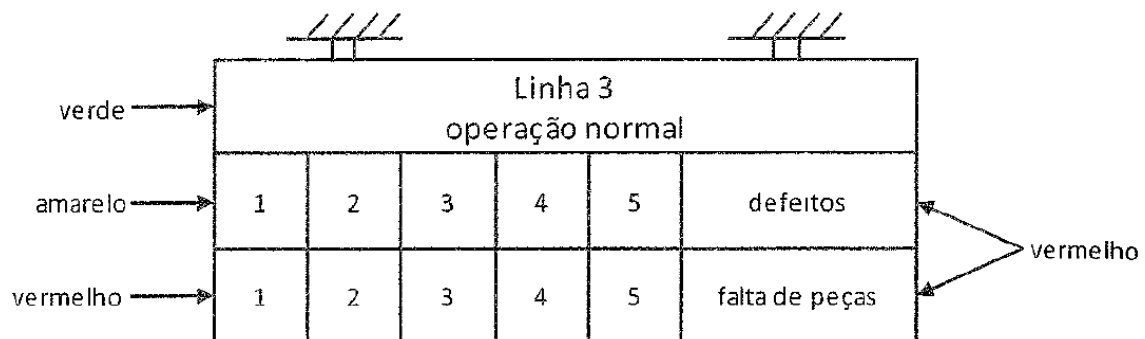 Linha 3
verde
operação normal
amarelo 1 2 3 4 5 defeitos
vermelho
vermelho 1 2 3 4 5 falta de peças